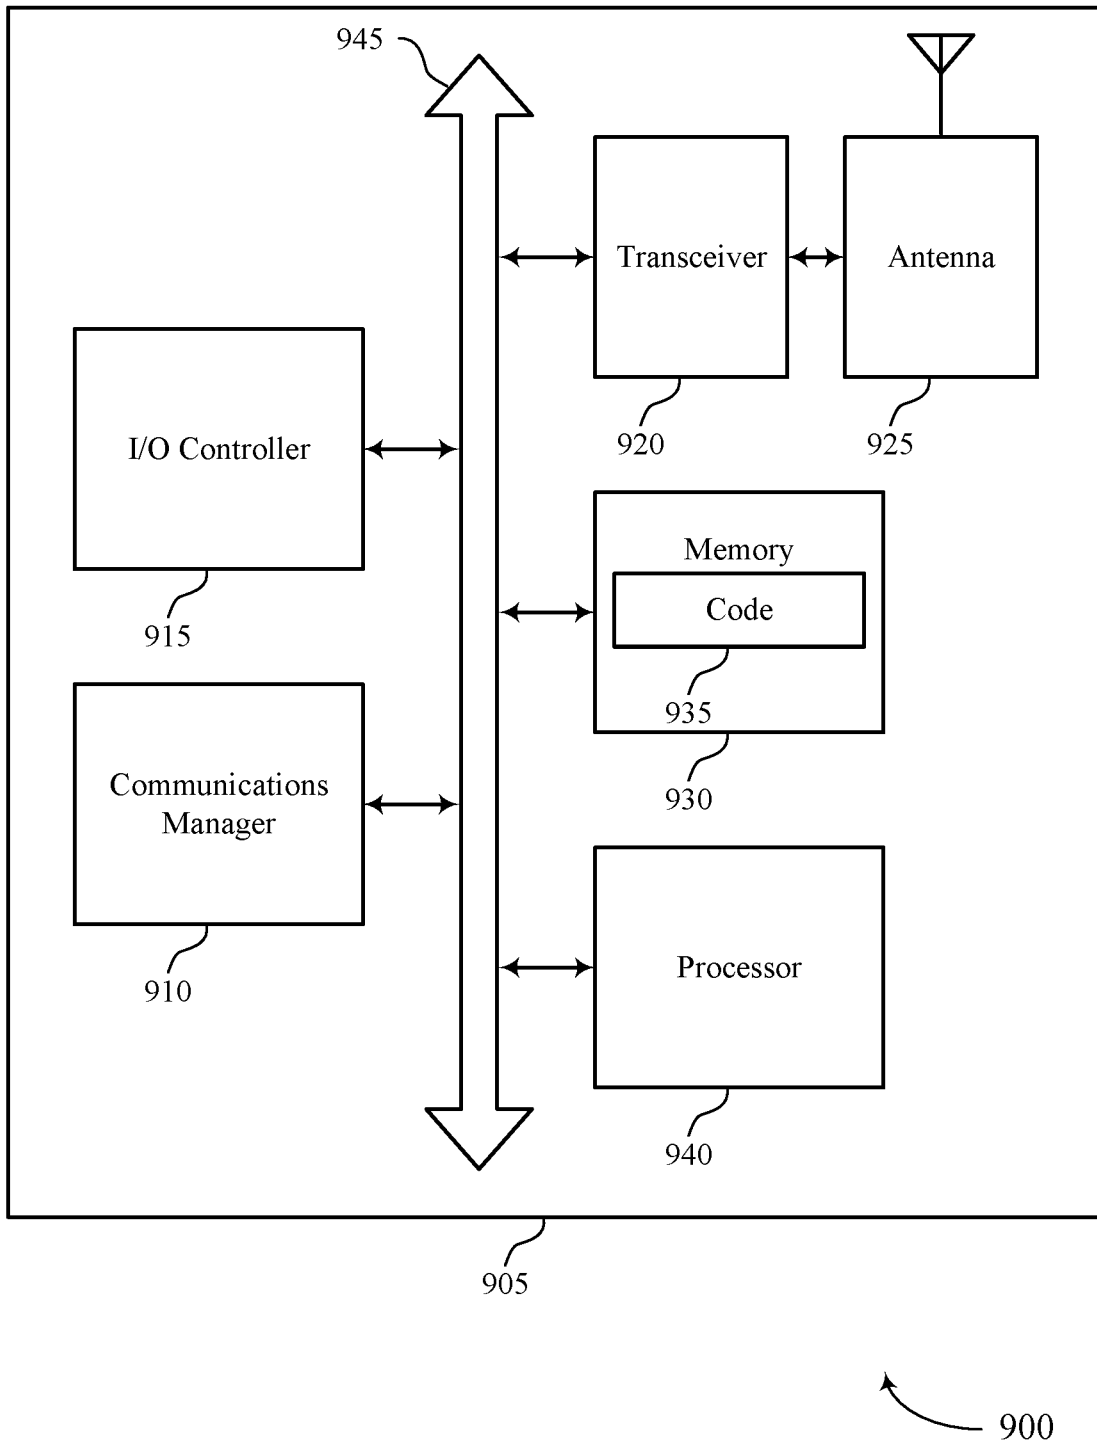 945
Transceiver
Antenna
920
925
I/O Controller
915
Memory
Code
935
930
Communications
Manager
910
Processor
940
905
900